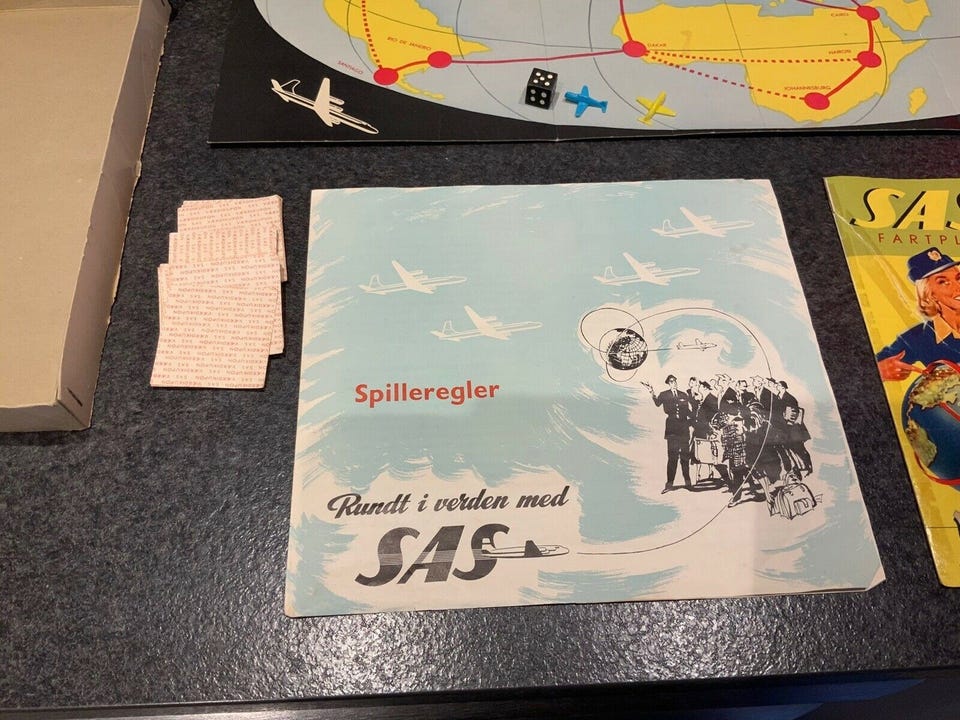 CAIRO
RIO DE JANEIRO
DAKAR
NAIROBI
SANTIAGO
JOHANNESBURG
SAS
FARTPL
Spilleregler
Rundt i verden med
SAS